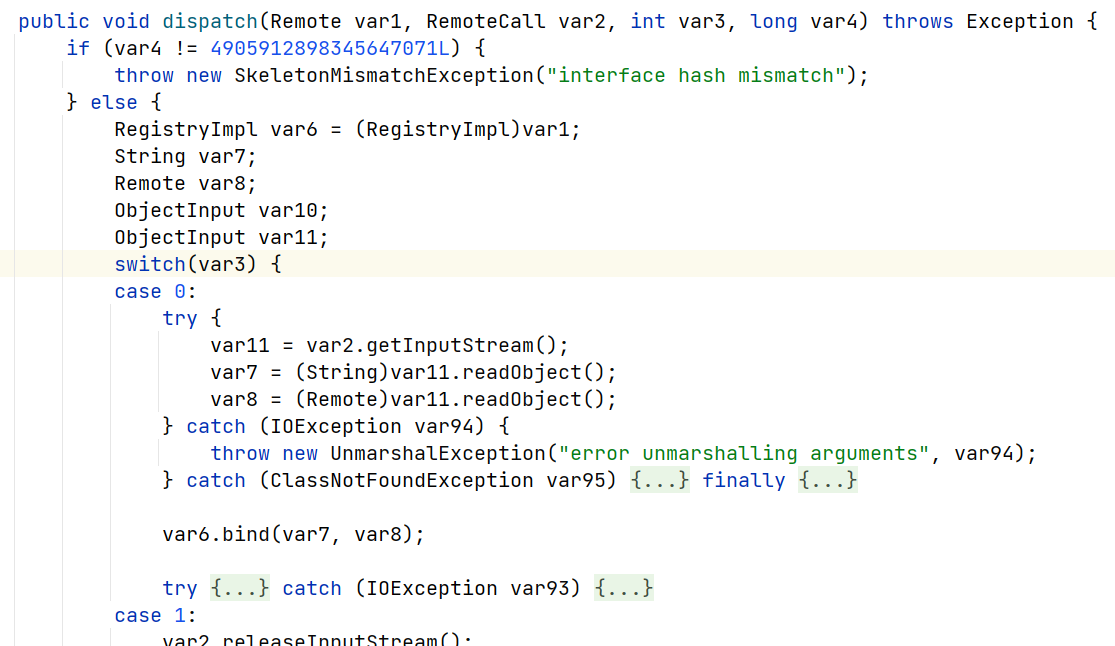 public void dispatch(Remote var1, RemoteCall var2, int var3, long var4) throws Exception {
    if (var4 != 4905912898345647071L) {
        throw new SkeletonMismatchException("interface hash mismatch");
    } else {
        RegistryImpl var6 = (RegistryImpl)var1;
        String var7;
        Remote var8;
        ObjectInput var10;
        ObjectInput var11;
        switch(var3) {
        case 0:
            try {
                var11 = var2.getInputStream();
                var7 = (String)var11.readObject();
                var8 = (Remote)var11.readObject();
            } catch (IOException var94) {
                throw new UnmarshalException("error unmarshalling arguments", var94);
            } catch (ClassNotFoundException var95) {...} finally {...}
            var6.bind(var7, var8);
            try {...} catch (IOException var93) {...}
        case 1:
            var2.releaseInputStream();